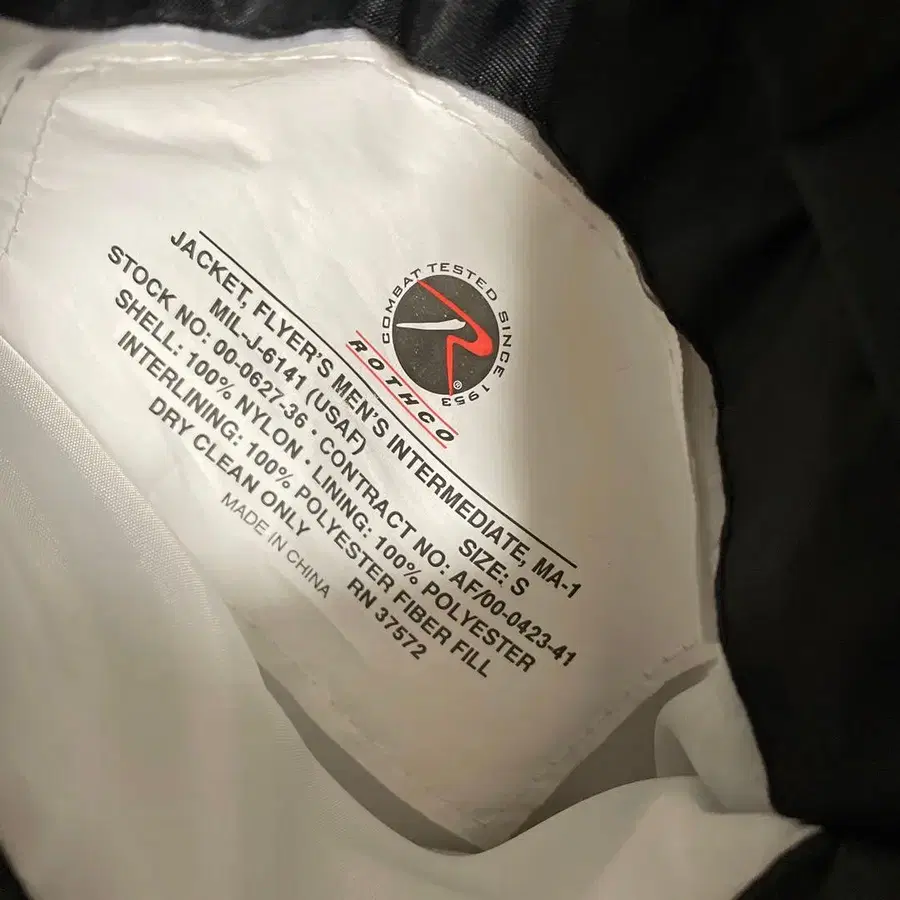 COMBAT TESTED SINCE 1953
®
ROTHCO
JACKET, FLYER'S MEN'S INTERMEDIATE, MA-1
MIL-J-6141 (USAF) SIZE: S
STOCK NO: 00-0627-36 · CONTRACT NO: AF/00-0423-41
SHELL: 100% NYLON · LINING: 100% POLYESTER
INTERLINING: 100% POLYESTER FIBER FILL
DRY CLEAN ONLY RN 37572
MADE IN CHINA